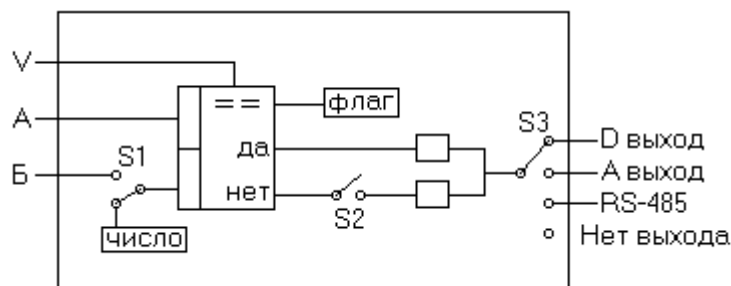 V
А
Б
S1
число
==
флаг
да
нет
S2
S3
D выход
А выход
RS-485
Нет выхода